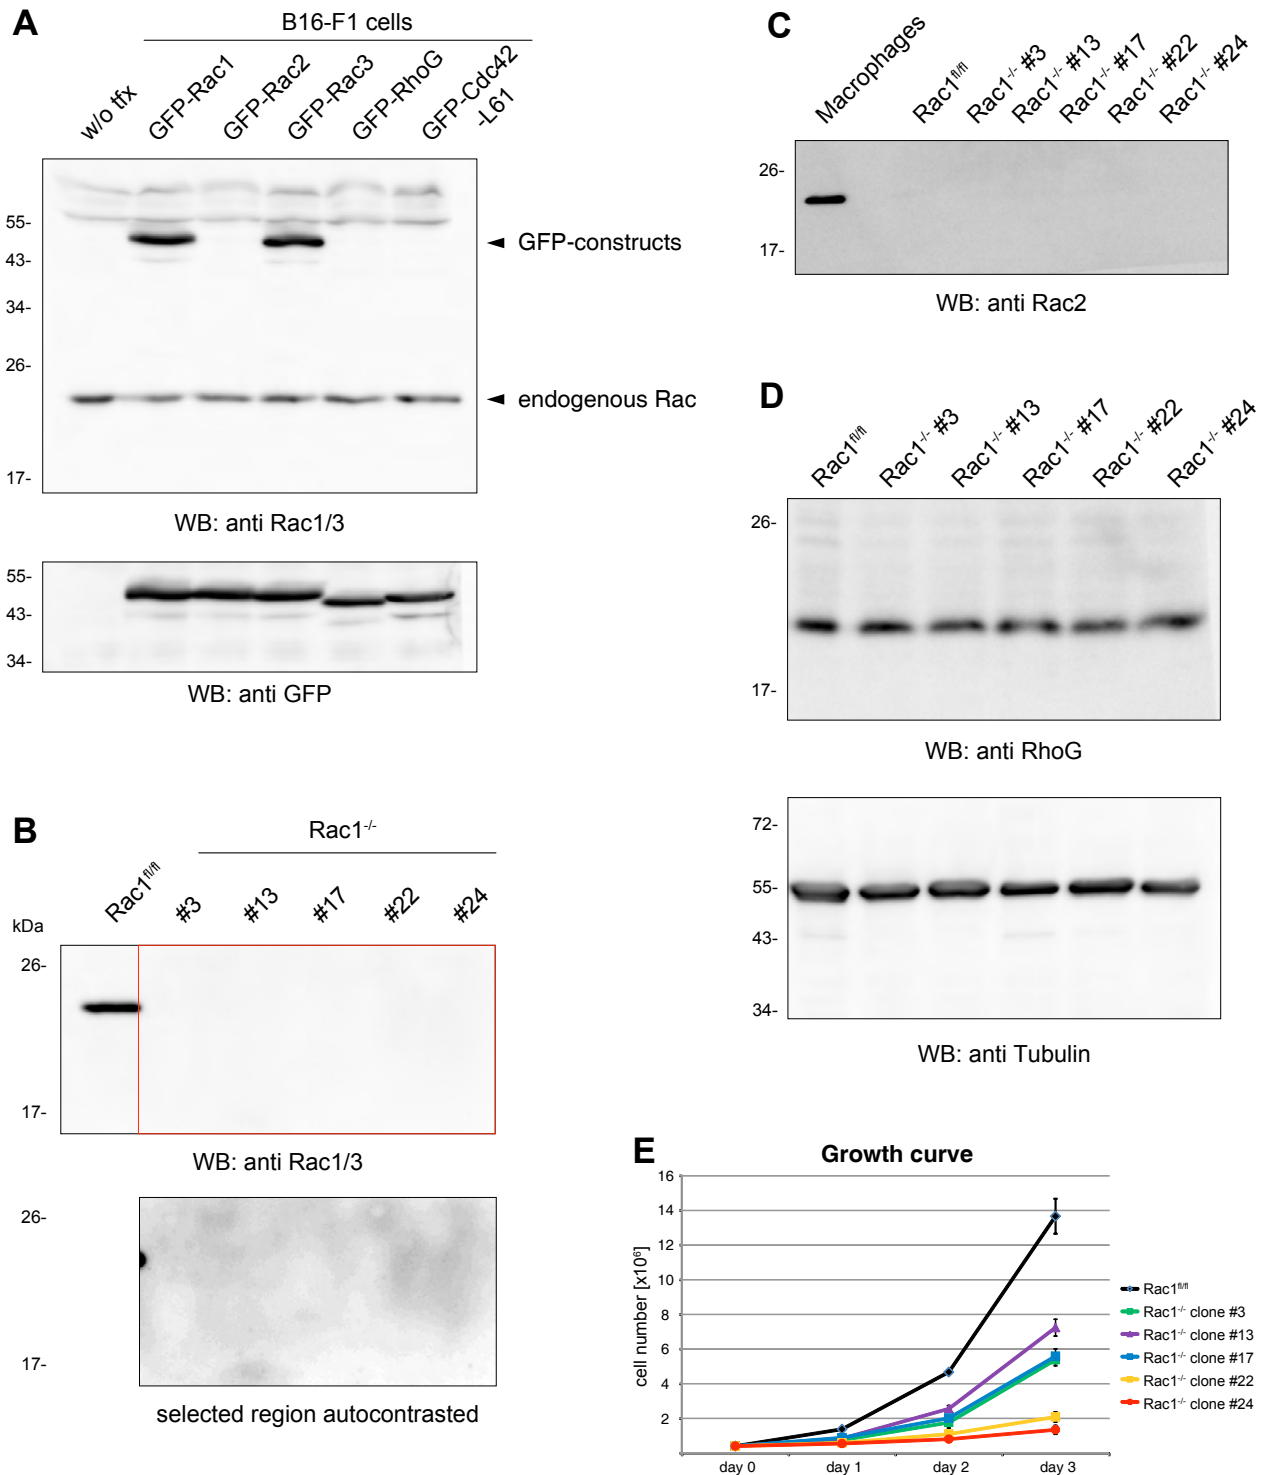 A
B16-F1 cells
w/o tfx
GFP-Rac1
GFP-Rac2
GFP-Rac3
GFP-RhoG
GFP-Cdc42
-L61
55-
43-
34-
26-
17-
GFP-constructs
endogenous Rac
WB: anti Rac1/3
55-
43-
34-
WB: anti GFP
B
Rac1-/-
Rac1fl/fl
#3
#13
#17
#22
#24
kDa
26-
17-
WB: anti Rac1/3
26-
17-
selected region autocontrasted
C
Macrophages
Rac1fl/fl
Rac1-/- #3
Rac1-/- #13
Rac1-/- #17
Rac1-/- #22
Rac1-/- #24
26-
17-
WB: anti Rac2
D
Rac1fl/fl
Rac1-/- #3
Rac1-/- #13
Rac1-/- #17
Rac1-/- #22
Rac1-/- #24
26-
17-
WB: anti RhoG
72-
55-
43-
34-
WB: anti Tubulin
E
Growth curve
cell number [x10⁶]
16
14
12
10
8
6
4
2
day 0
day 1
day 2
day 3
Rac1fl/fl
Rac1-/- clone #3
Rac1-/- clone #13
Rac1-/- clone #17
Rac1-/- clone #22
Rac1-/- clone #24